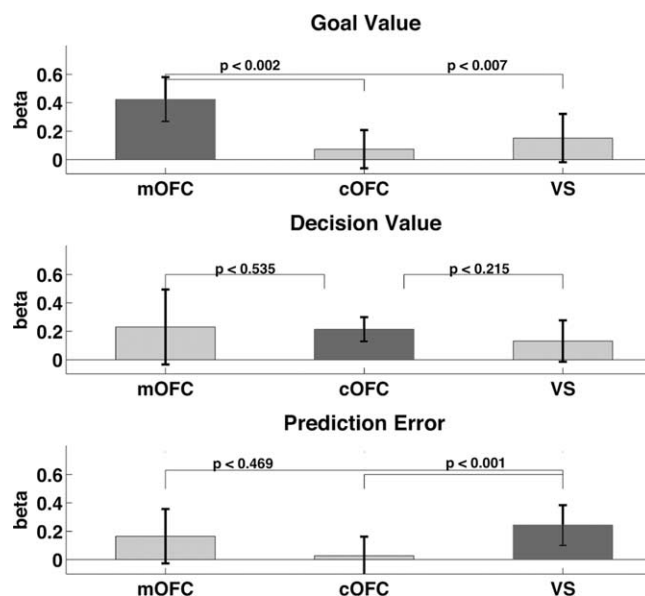 Goal Value
p < 0.002 p < 0.007
0.6
0.4
0.2
0
beta
mOFC cOFC VS
Decision Value
p < 0.535 p < 0.215
0.6
0.4
0.2
0
beta
mOFC cOFC VS
Prediction Error
p < 0.469 p < 0.001
0.6
0.4
0.2
0
beta
mOFC cOFC VS